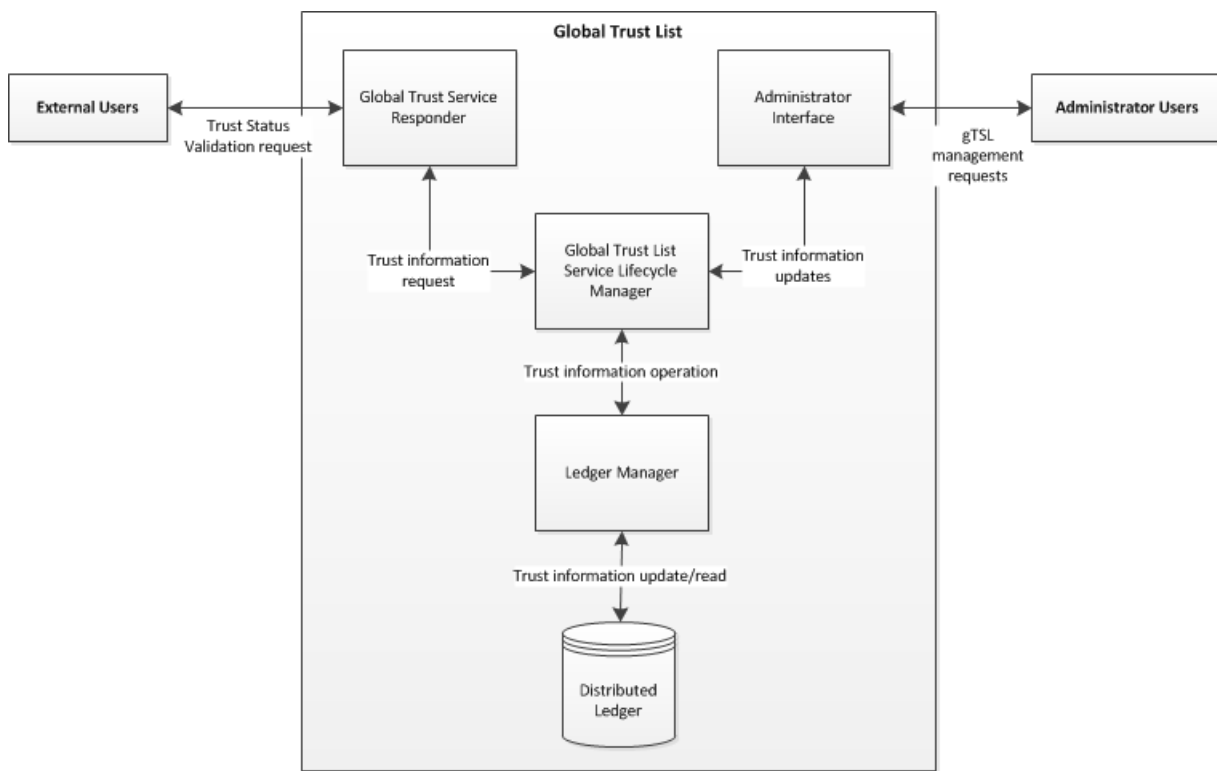 Global Trust List
External Users
Global Trust Service
Responder
Administrator
Interface
Administrator Users
Trust Status
Validation request
gTSL
management
requests
Trust information
request
Global Trust List
Service Lifecycle
Manager
Trust information
updates
Trust information operation
Ledger Manager
Trust information update/read
Distributed
Ledger